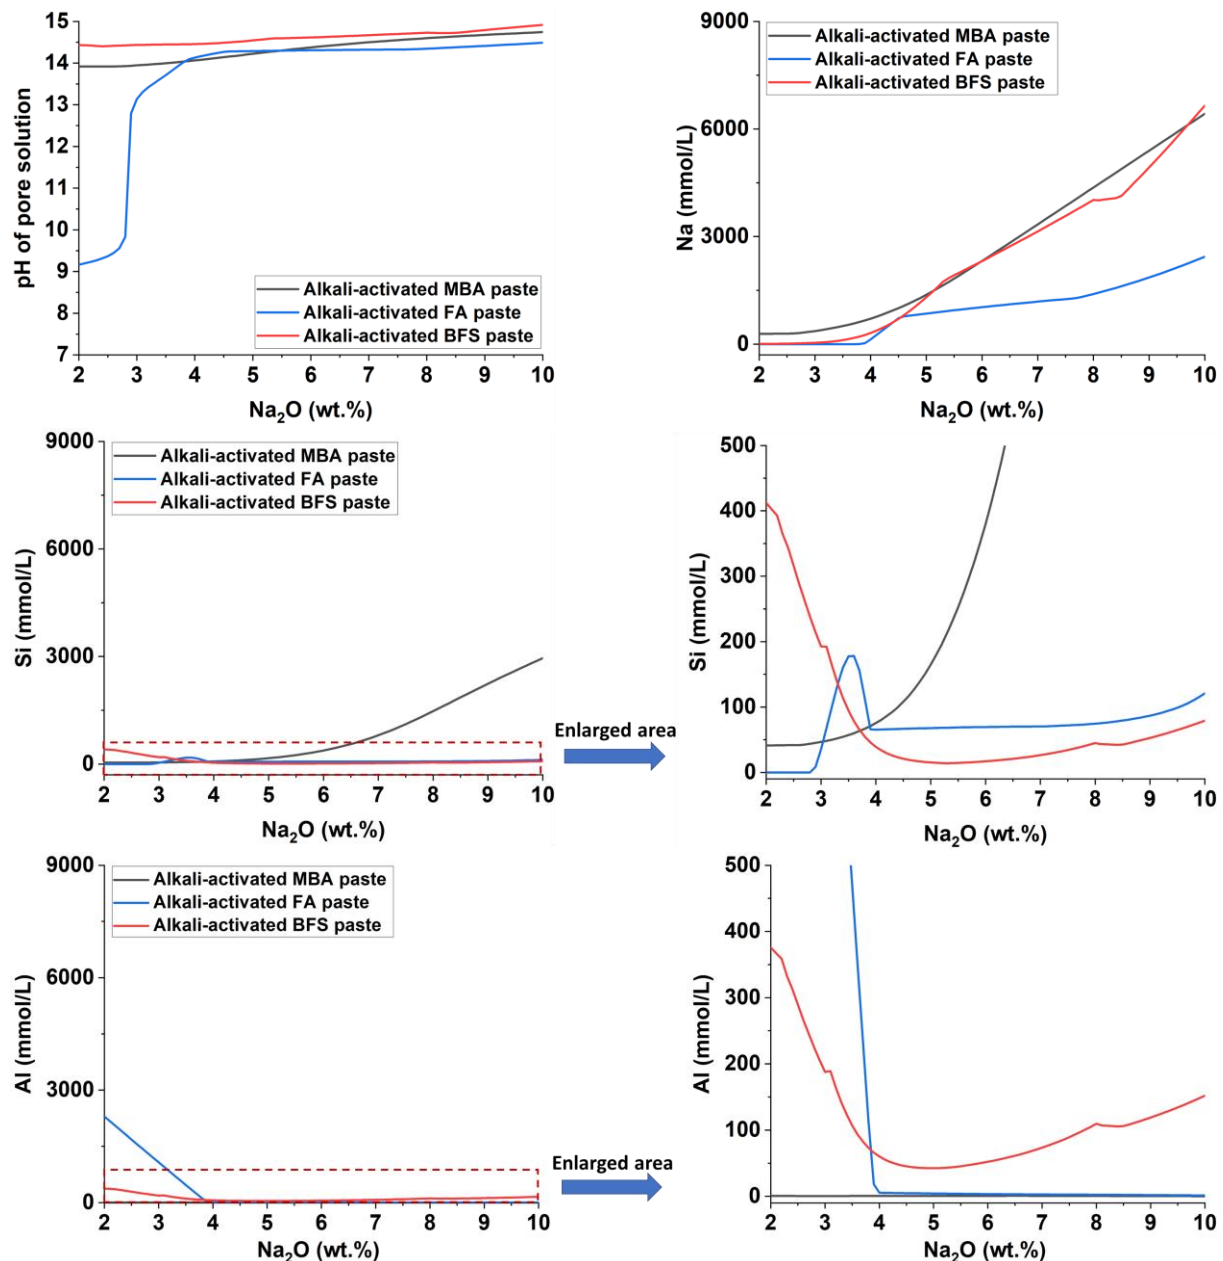 pH of pore solution
15
14
13
12
11
10
9
8
7
Alkali-activated MBA paste
Alkali-activated FA paste
Alkali-activated BFS paste
2 3 4 5 6 7 8 9 10
Na₂O (wt.%)
Na (mmol/L)
9000
6000
3000
0
Alkali-activated MBA paste
Alkali-activated FA paste
Alkali-activated BFS paste
2 3 4 5 6 7 8 9 10
Na₂O (wt.%)
Si (mmol/L)
9000
6000
3000
0
Alkali-activated MBA paste
Alkali-activated FA paste
Alkali-activated BFS paste
2 3 4 5 6 7 8 9 10
Na₂O (wt.%)
Enlarged area
Si (mmol/L)
500
400
300
200
100
0
2 3 4 5 6 7 8 9 10
Na₂O (wt.%)
Al (mmol/L)
9000
6000
3000
0
Alkali-activated MBA paste
Alkali-activated FA paste
Alkali-activated BFS paste
2 3 4 5 6 7 8 9 10
Na₂O (wt.%)
Enlarged area
Al (mmol/L)
500
400
300
200
100
0
2 3 4 5 6 7 8 9 10
Na₂O (wt.%)